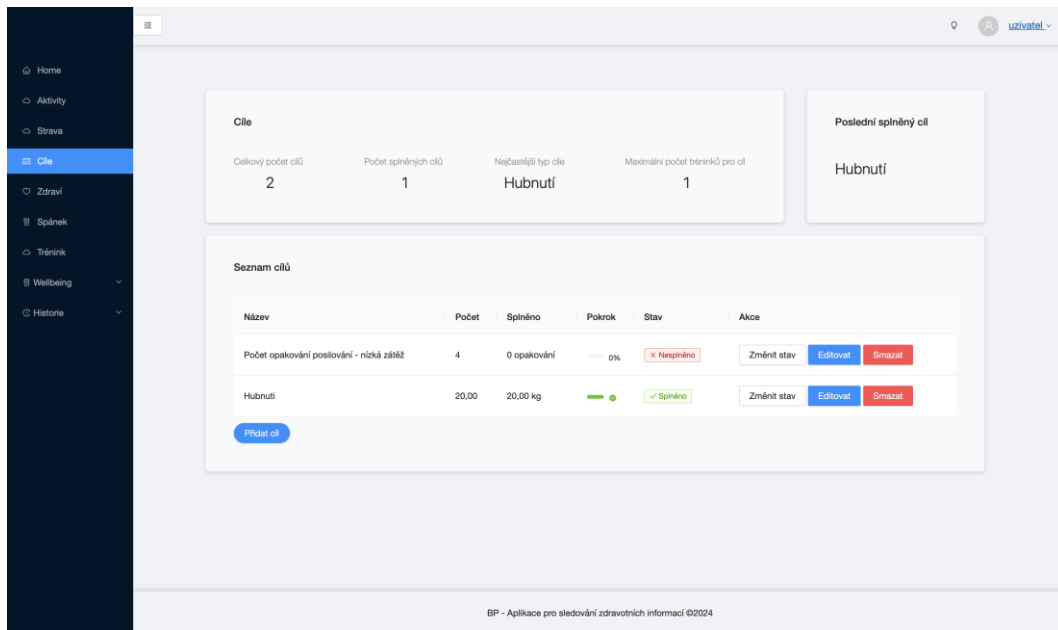 uzivatel
Home
Aktivity
Strava
Cíle
Zdraví
Spánek
Trénink
Wellbeing
Historie
Cíle
Celkový počet cílů Počet splněných cílů Nejčastější typ cíle Maximální počet tréninků pro cíl
2 1 Hubnutí 1
Poslední splněný cíl
Hubnutí
Seznam cílů
Název Počet Splněno Pokrok Stav Akce
Počet opakování posilování - nízká zátěž 4 0 opakování 0% Nesplněno Změnit stav Editovat Smazat
Hubnuti 20,00 20,00 kg Splněno Změnit stav Editovat Smazat
Přidat cíl
BP - Aplikace pro sledování zdravotních informací ©2024